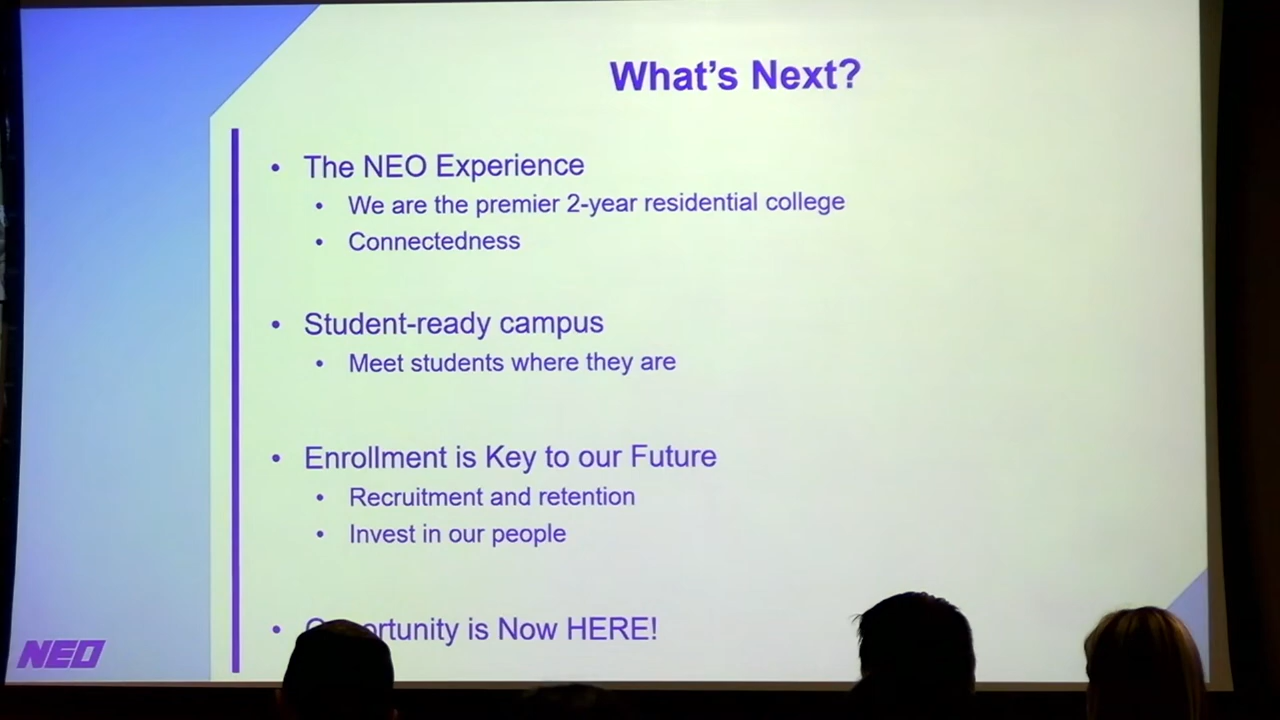 What's Next?
• The NEO Experience
• We are the premier 2-year residential college
• Connectedness
• Student-ready campus
• Meet students where they are
• Enrollment is Key to our Future
• Recruitment and retention
• Invest in our people
• is Now HERE!
NEO